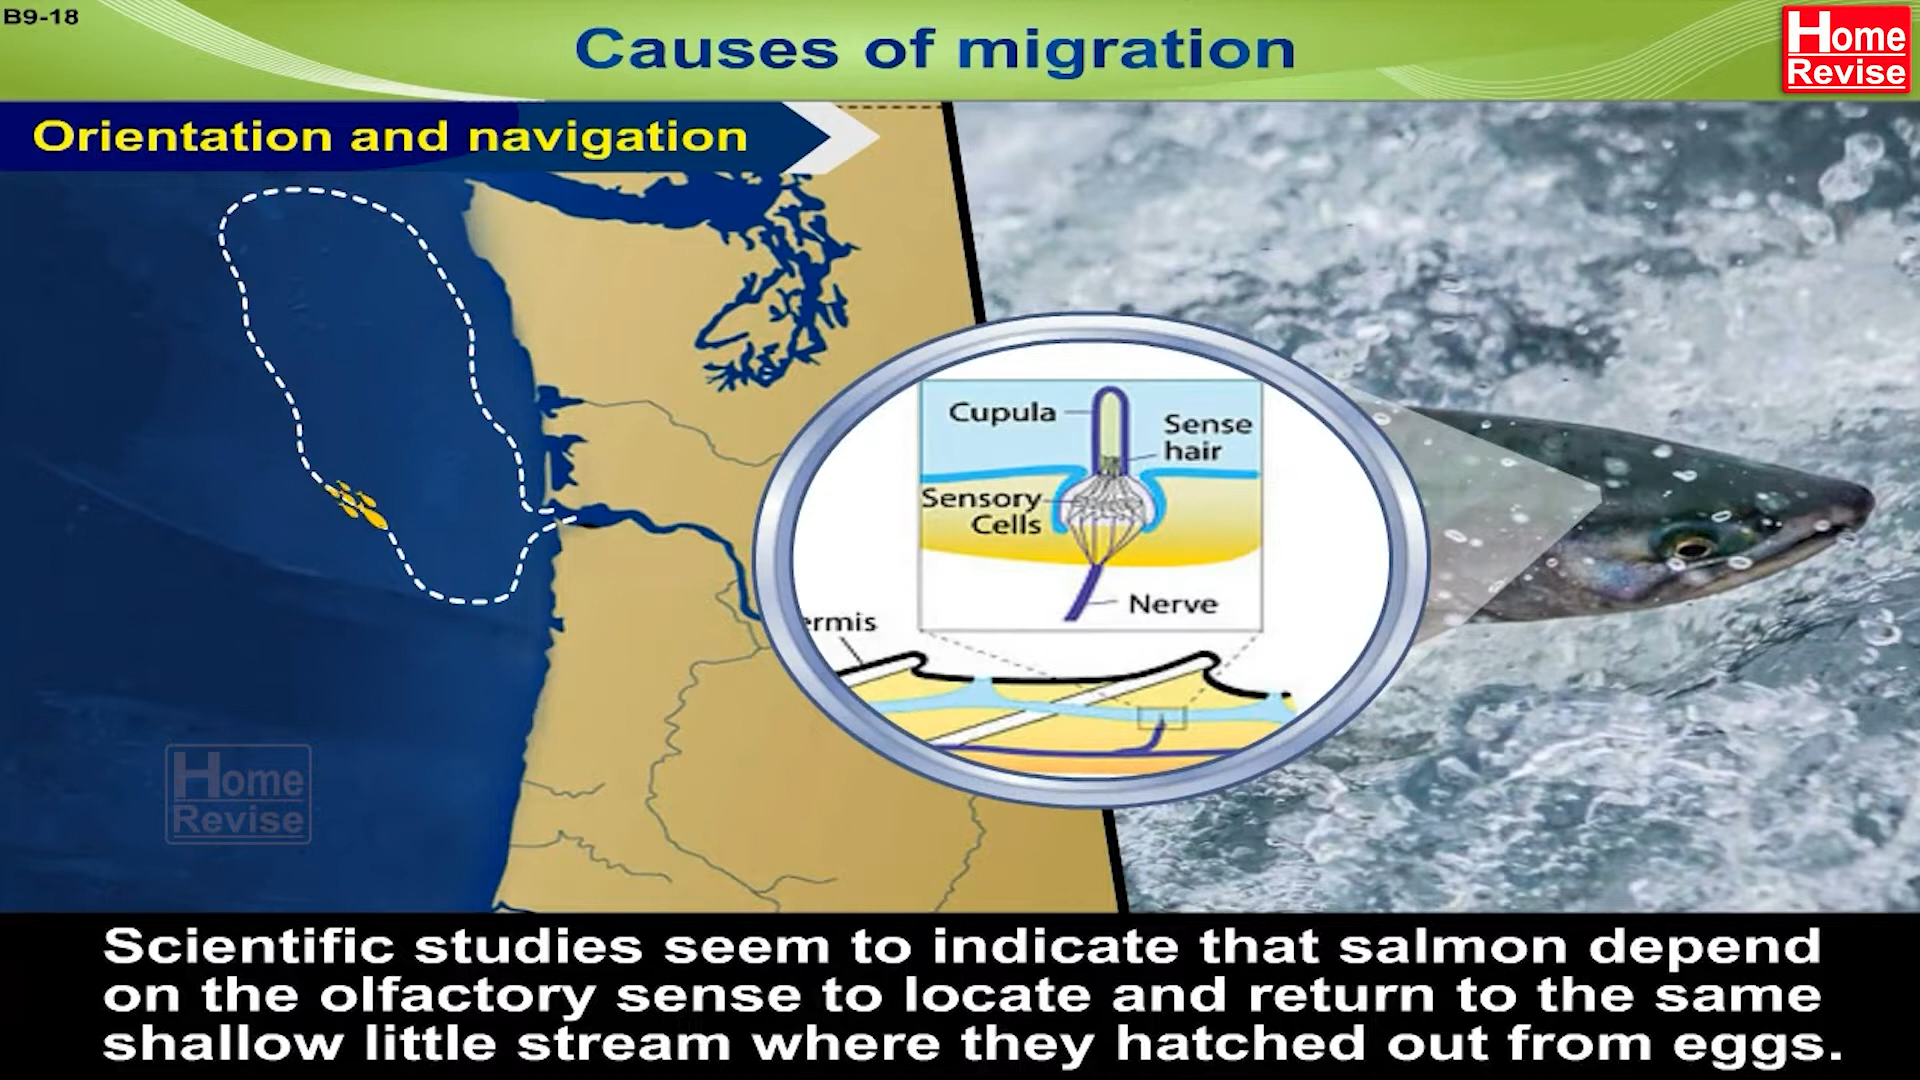 B9-18
Causes of migration
Home
Revise
Orientation and navigation
Cupula
Sense
hair
Sensory
Cells
Nerve
ermis
Home
Revise
Scientific studies seem to indicate that salmon depend
on the olfactory sense to locate and return to the same
shallow little stream where they hatched out from eggs.